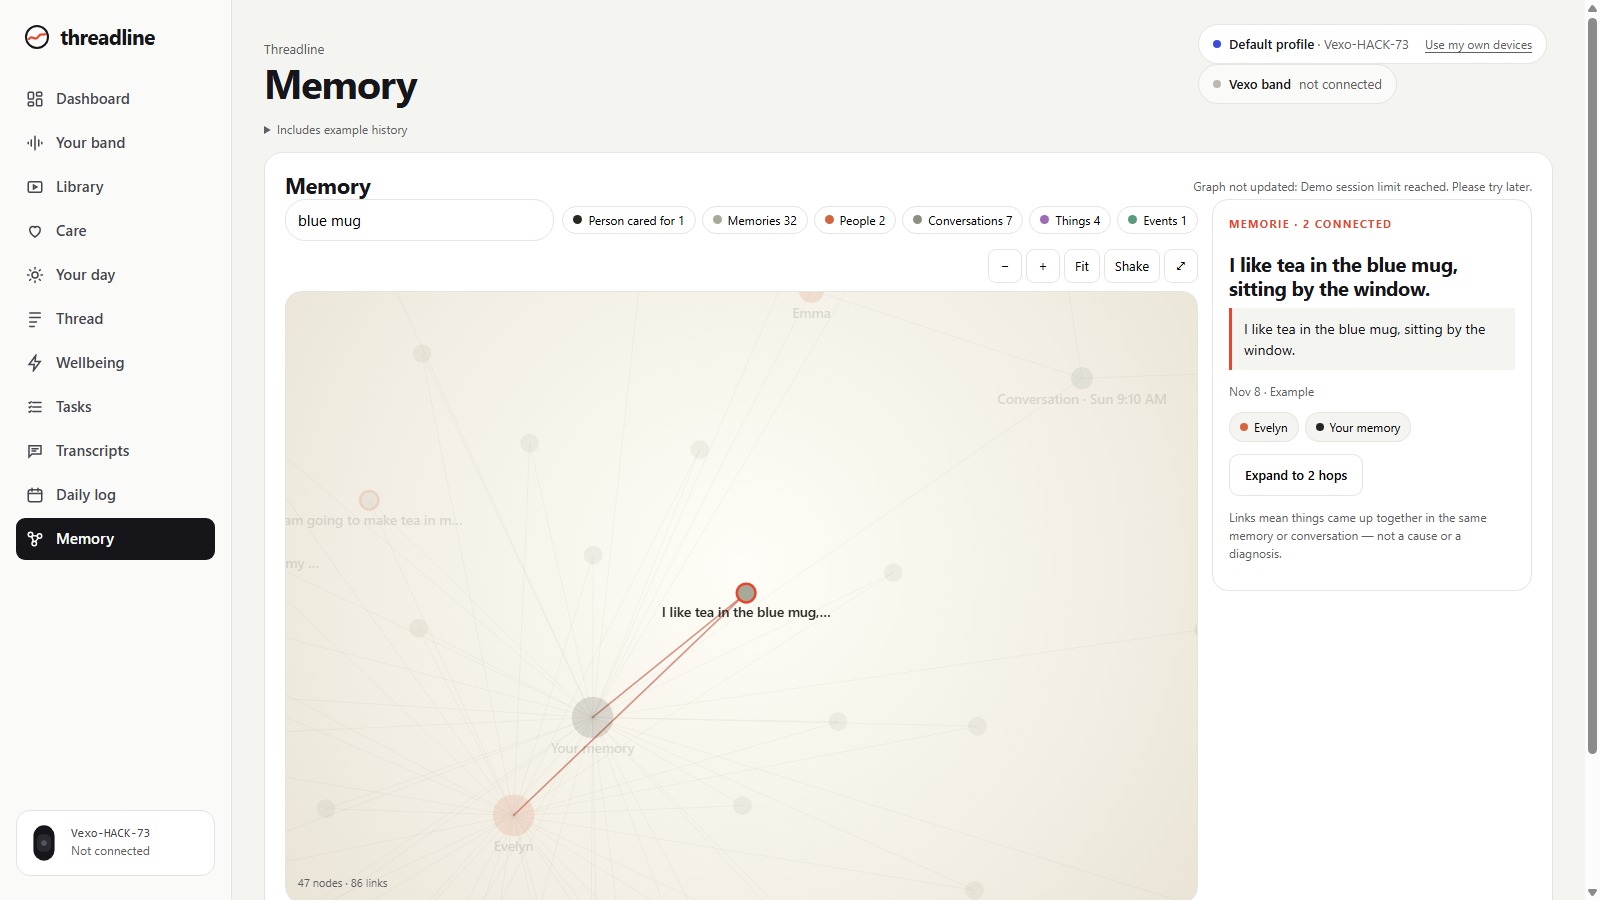 threadline
Dashboard
Your band
Library
Care
Your day
Thread
Wellbeing
Tasks
Transcripts
Daily log
Memory
Vexo-HACK-73
Not connected
Threadline
Memory
Includes example history
Default profile · Vexo-HACK-73 Use my own devices
Vexo band not connected
Memory
Graph not updated: Demo session limit reached. Please try later.
blue mug
Person cared for 1
Memories 32
People 2
Conversations 7
Things 4
Events 1
− + Fit Shake
Emma
Conversation · Sun 9:10 AM
am going to make tea in m...
my ...
I like tea in the blue mug,...
Your memory
Evelyn
47 nodes · 86 links
MEMORIE · 2 CONNECTED
I like tea in the blue mug,
sitting by the window.
I like tea in the blue mug, sitting by the
window.
Nov 8 · Example
Evelyn
Your memory
Expand to 2 hops
Links mean things came up together in the same
memory or conversation — not a cause or a
diagnosis.